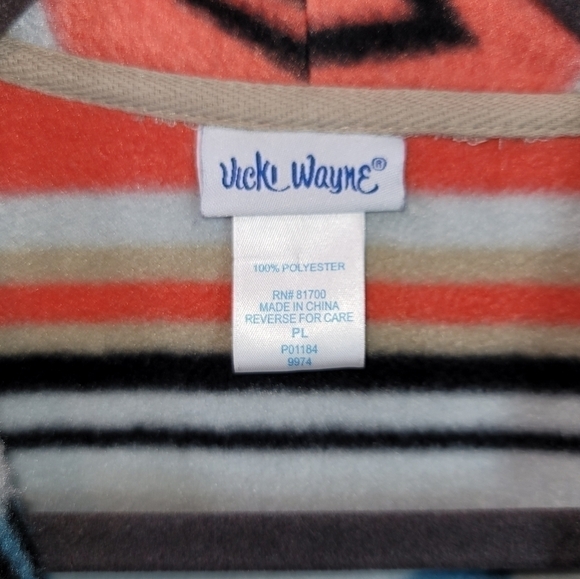 Vicki Wayne®
100% POLYESTER
RN# 81700
MADE IN CHINA
REVERSE FOR CARE
PL
P01184
9974